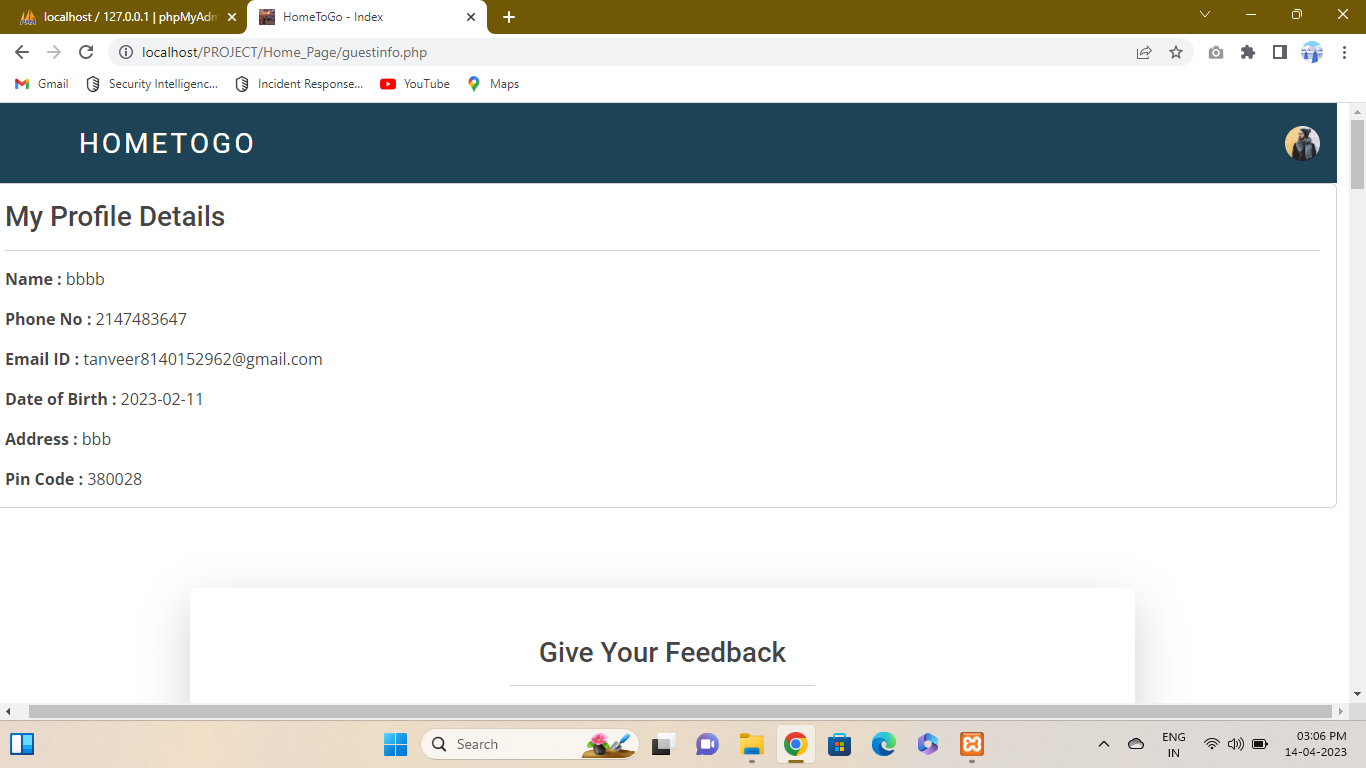 localhost / 127.0.0.1 | phpMyAdm
HomeToGo - Index
localhost/PROJECT/Home_Page/guestinfo.php
Gmail
Security Intelligenc...
Incident Response...
YouTube
Maps
HOMETOGO
My Profile Details
Name : bbbb
Phone No : 2147483647
Email ID : tanveer8140152962@gmail.com
Date of Birth : 2023-02-11
Address : bbb
Pin Code : 380028
Give Your Feedback
Search
ENG
IN
03:06 PM
14-04-2023